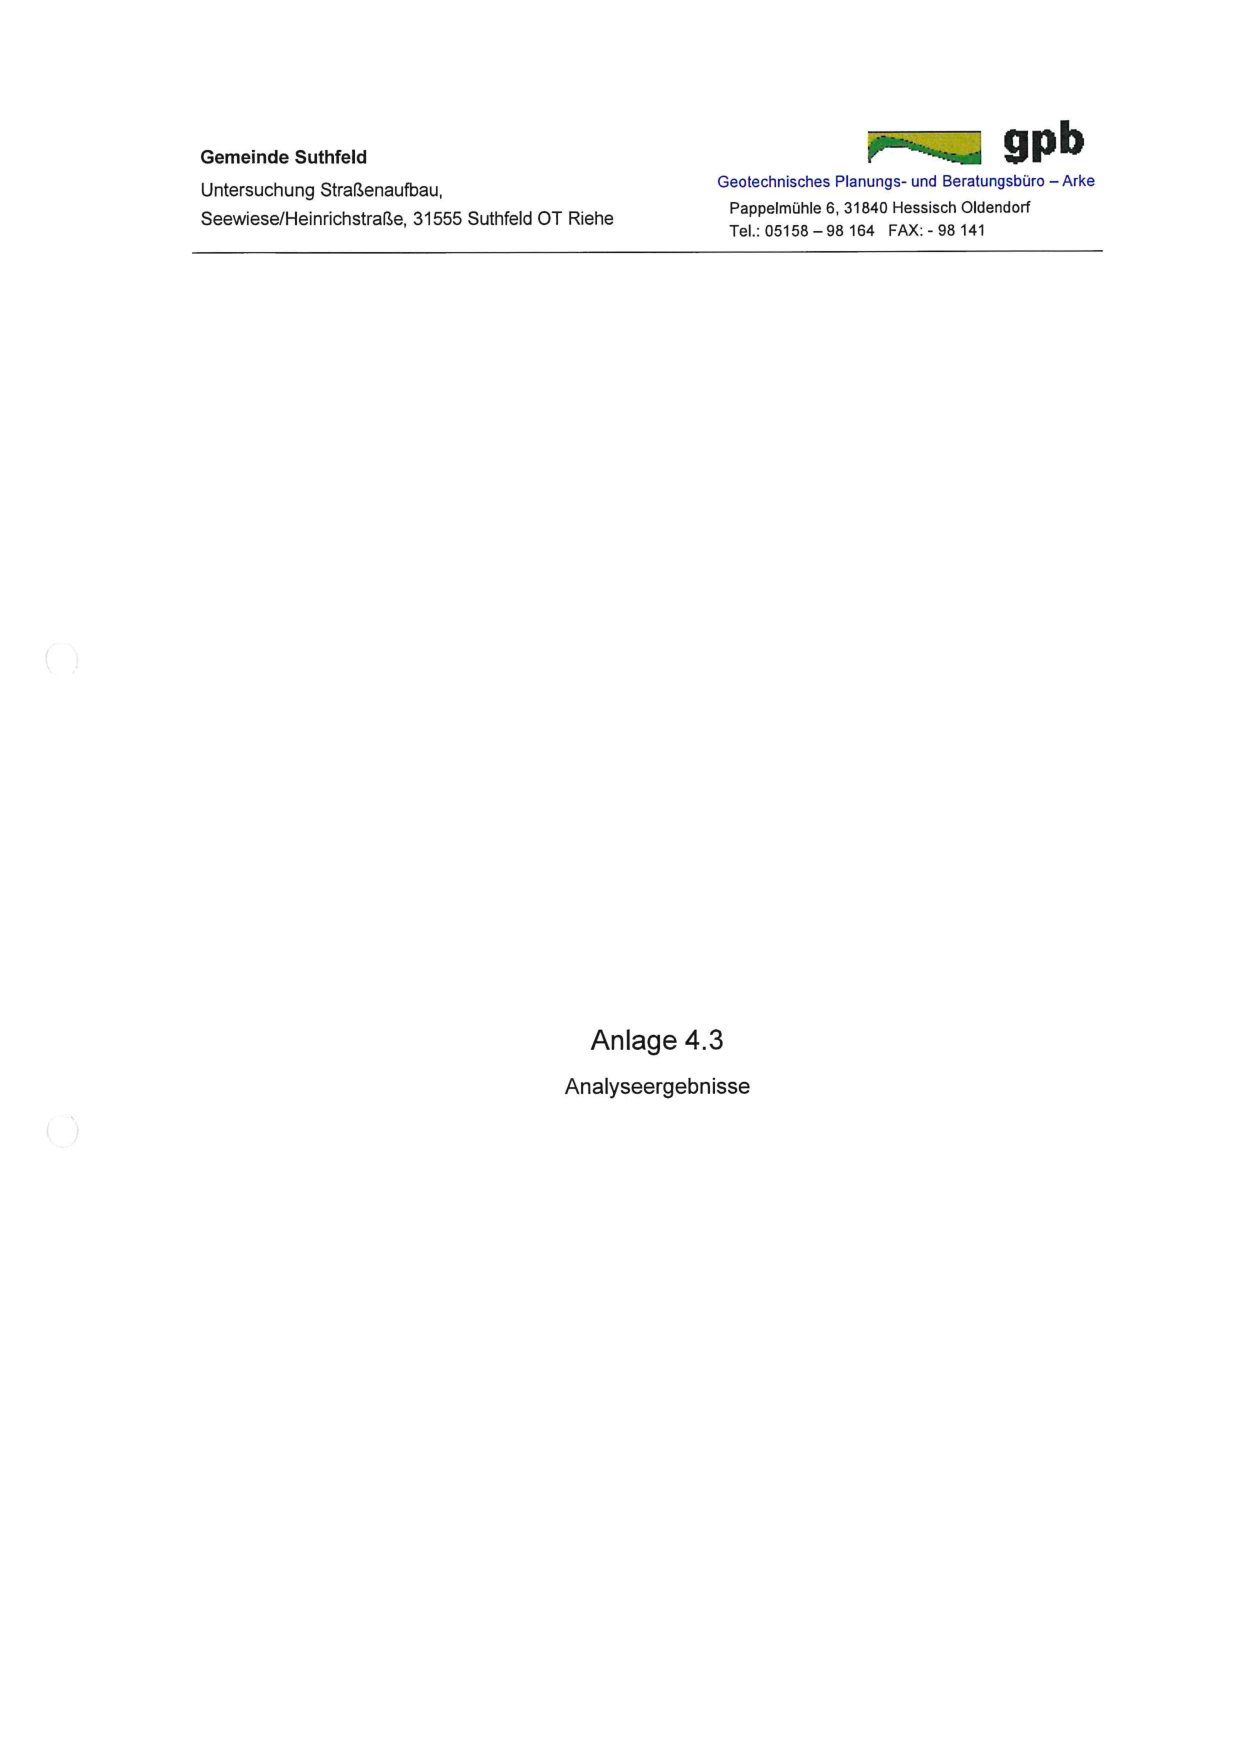 Gemeinde Suthfeld
Untersuchung Straßenaufbau,
Seewiese/Heinrichstraße, 31555 Suthfeld OT Riehe
gpb
Geotechnisches Planungs- und Beratungsbüro – Arke
Pappelmühle 6, 31840 Hessisch Oldendorf
Tel.: 05158 – 98 164 FAX: - 98 141
Anlage 4.3
Analyseergebnisse